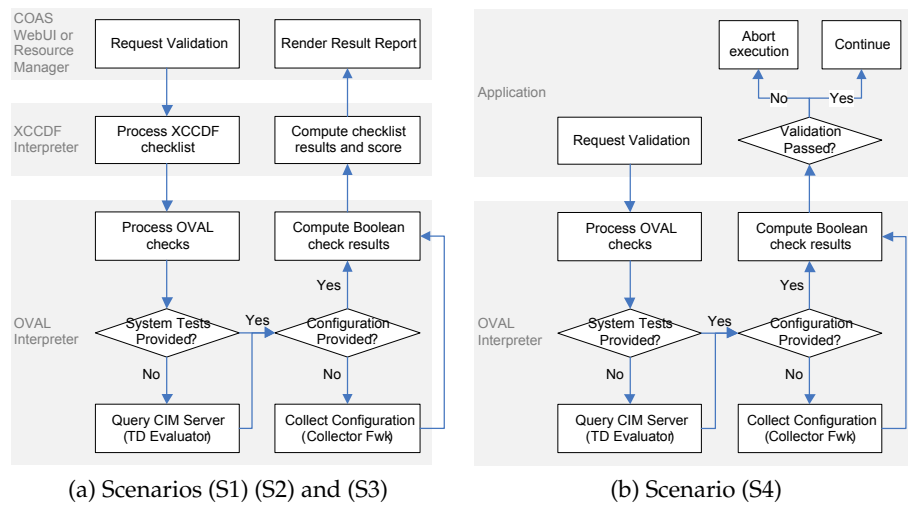 COAS
WebUI or
Resource
Manager
Request Validation
Render Result Report
XCCDF
Interpreter
Process XCCDF
checklist
Compute checklist
results and score
OVAL
Interpreter
Process OVAL
checks
Compute Boolean
check results
Yes
System Tests
Provided?
Yes
Configuration
Provided?
No
No
Query CIM Server
(TD Evaluator)
Collect Configuration
(Collector Fwk)
(a) Scenarios (S1) (S2) and (S3)
Application
Abort
execution
Continue
No
Yes
Request Validation
Validation
Passed?
OVAL
Interpreter
Process OVAL
checks
Compute Boolean
check results
Yes
System Tests
Provided?
Yes
Configuration
Provided?
No
No
Query CIM Server
(TD Evaluator)
Collect Configuration
(Collector Fwk)
(b) Scenario (S4)